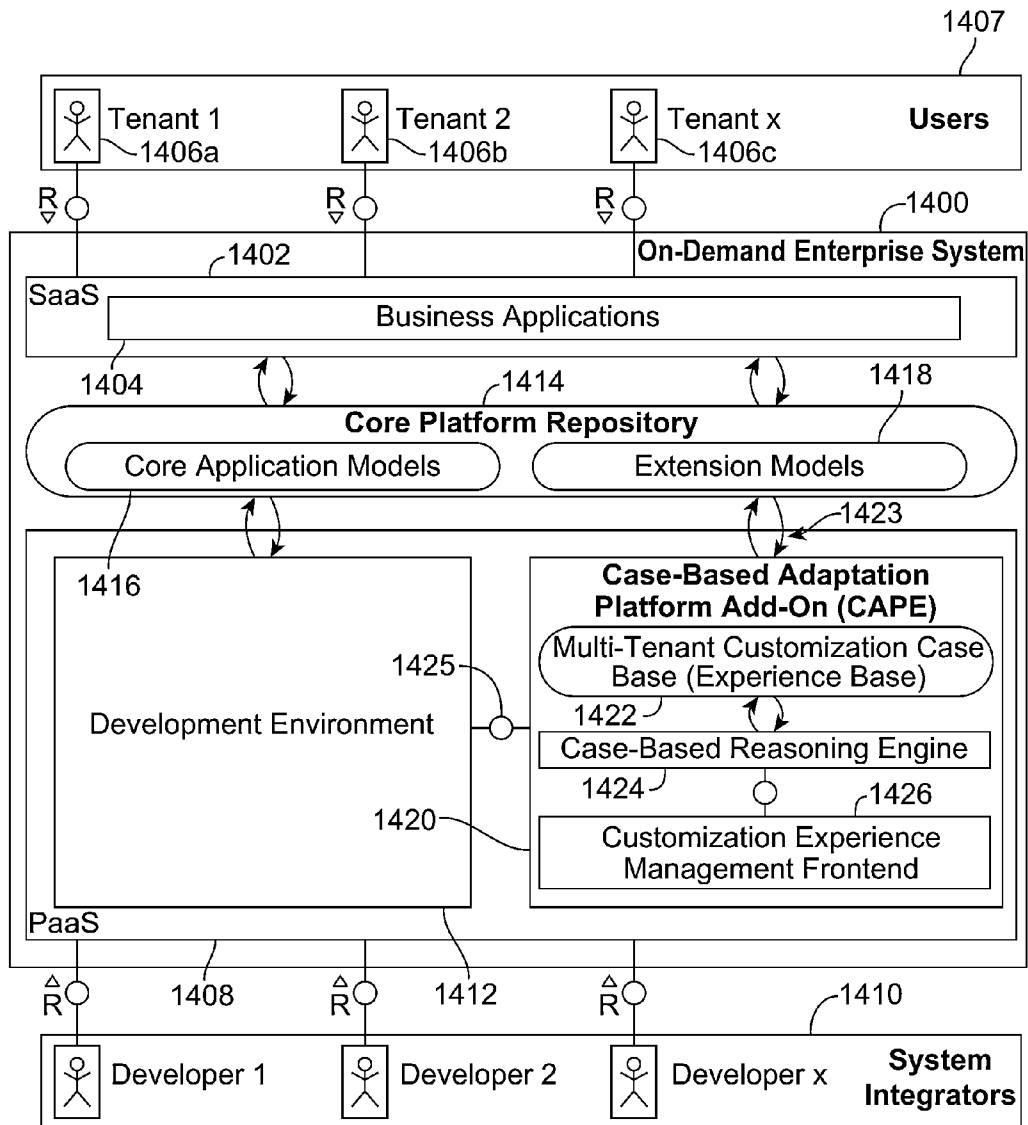 1407
Tenant 1
Tenant 2
Tenant x
Users
1406a
1406b
1406c
R
R
R
1400
On-Demand Enterprise System
1402
SaaS
Business Applications
1404
1414
1418
Core Platform Repository
Core Application Models
Extension Models
1423
1416
Case-Based Adaptation
Platform Add-On (CAPE)
Multi-Tenant Customization Case
Base (Experience Base)
1425
1422
Development Environment
Case-Based Reasoning Engine
1424
1426
1420
Customization Experience
Management Frontend
PaaS
1408
1412
R
R
R
1410
Developer 1
Developer 2
Developer x
System
Integrators